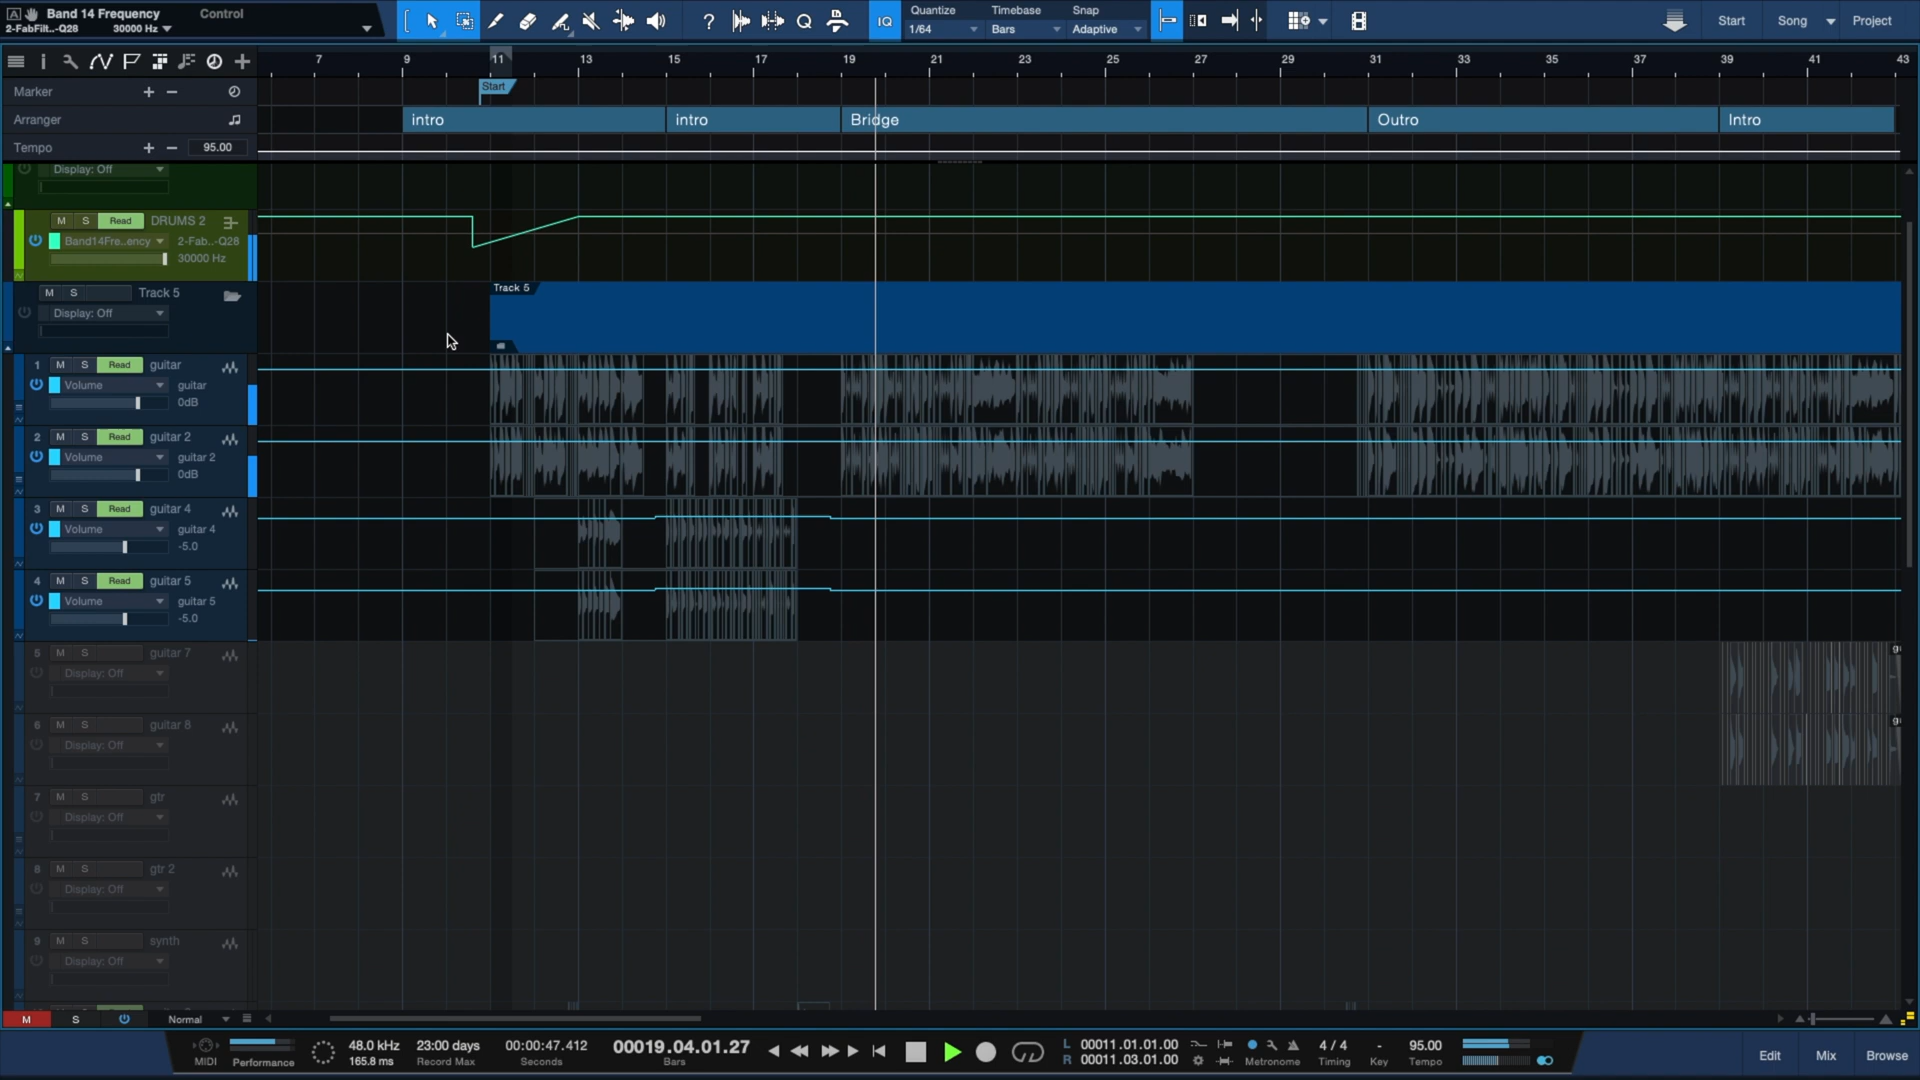 Band 14 Frequency
Control
2-FabFilt..-Q28
30000 Hz
Quantize
1/64
Timebase
Bars
Snap
Adaptive
IQ
Start
Song
Project
7 9 11 13 15 17 19 21 23 25 27 29 31 33 35 37 39 41 43
Marker
Start
Arranger
intro
intro
Bridge
Outro
Intro
Tempo
95.00
Display: Off
M S Read DRUMS 2
Band14Fre..ency
2-Fab..-Q28
30000 Hz
M S Track 5
Display: Off
Track 5
1 M S Read guitar
Volume
guitar
0dB
2 M S Read guitar 2
Volume
guitar 2
0dB
3 M S Read guitar 4
Volume
guitar 4
-5.0
4 M S Read guitar 5
Volume
guitar 5
-5.0
5 M S guitar 7
Display: Off
6 M S guitar 8
Display: Off
7 M S gtr
Display: Off
8 M S gtr 2
Display: Off
9 M S synth
Display: Off
M S Normal
MIDI
Performance
48.0 kHz
165.8 ms
23:00 days
Record Max
00:00:47.412
Seconds
00019.04.01.27
Bars
L 00011.01.01.00
R 00011.03.01.00
Metronome
4 / 4
Timing
-
Key
95.00
Tempo
Edit
Mix
Browse